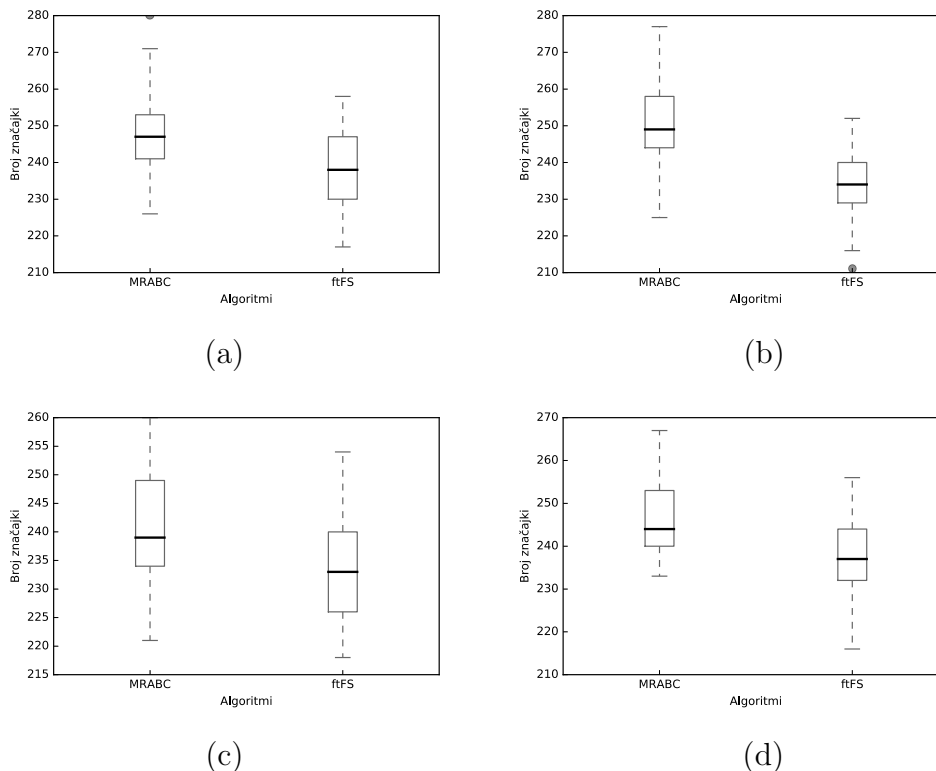 280
270
260
250
240
230
220
210
Broj značajki
MRABC
ftFS
Algoritmi
(a)
280
270
260
250
240
230
220
210
Broj značajki
MRABC
ftFS
Algoritmi
(b)
260
255
250
245
240
235
230
225
220
215
Broj značajki
MRABC
ftFS
Algoritmi
(c)
270
260
250
240
230
220
210
Broj značajki
MRABC
ftFS
Algoritmi
(d)